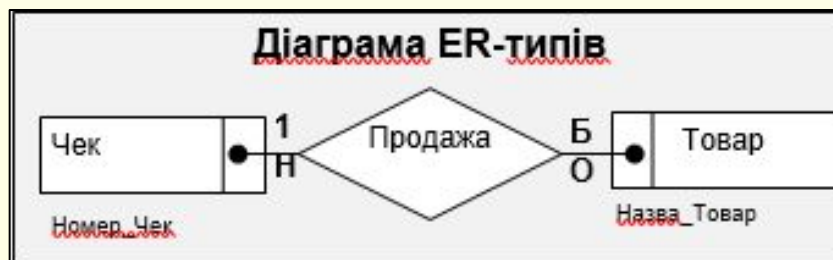 Діаграма ER-типів
Чек
1
Н
Продажа
Б
О
Товар
Номер_Чек
Назва_Товар